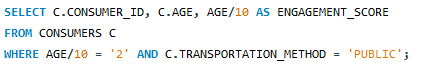 SELECT C.CONSUMER_ID, C.AGE, AGE/10 AS ENGAGEMENT_SCORE
FROM CONSUMERS C
WHERE AGE/10 = '2' AND C.TRANSPORTATION_METHOD = 'PUBLIC';